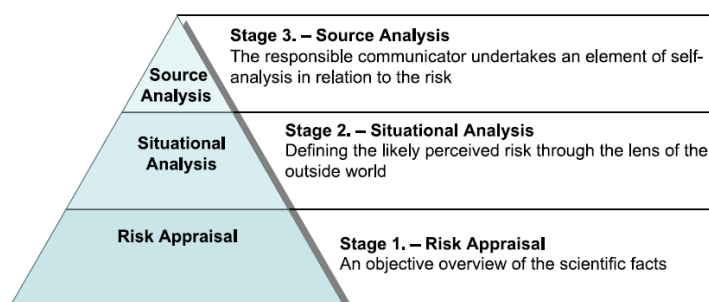 Stage 3. – Source Analysis
The responsible communicator undertakes an element of self-
analysis in relation to the risk
Source
Analysis
Stage 2. – Situational Analysis
Defining the likely perceived risk through the lens of the
outside world
Situational
Analysis
Risk Appraisal
Stage 1. – Risk Appraisal
An objective overview of the scientific facts